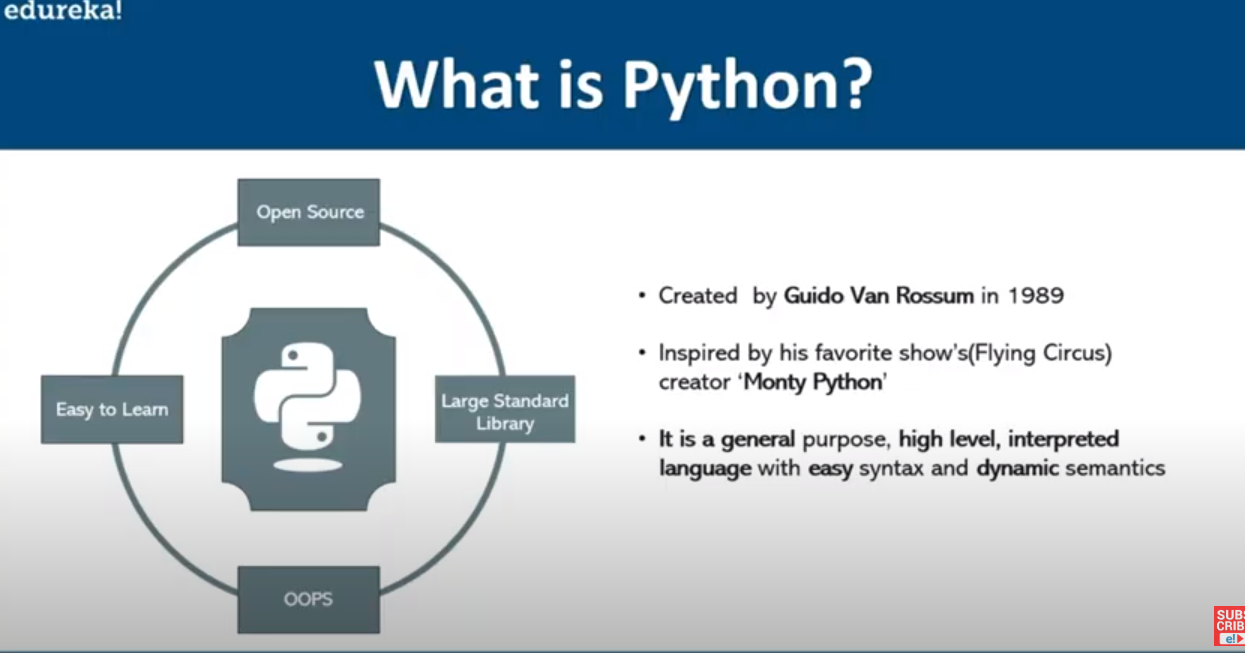 edureka!
What is Python?
Open Source
Easy to Learn
Large Standard
Library
OOPS
• Created by Guido Van Rossum in 1989
• Inspired by his favorite show's(Flying Circus)
creator ‘Monty Python’
• It is a general purpose, high level, interpreted
language with easy syntax and dynamic semantics
SUBS
CRIB
e!